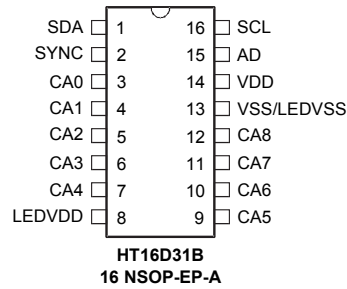 SDA 1 16 SCL
SYNC 2 15 AD
CA0 3 14 VDD
CA1 4 13 VSS/LEDVSS
CA2 5 12 CA8
CA3 6 11 CA7
CA4 7 10 CA6
LEDVDD 8 9 CA5
HT16D31B
16 NSOP-EP-A